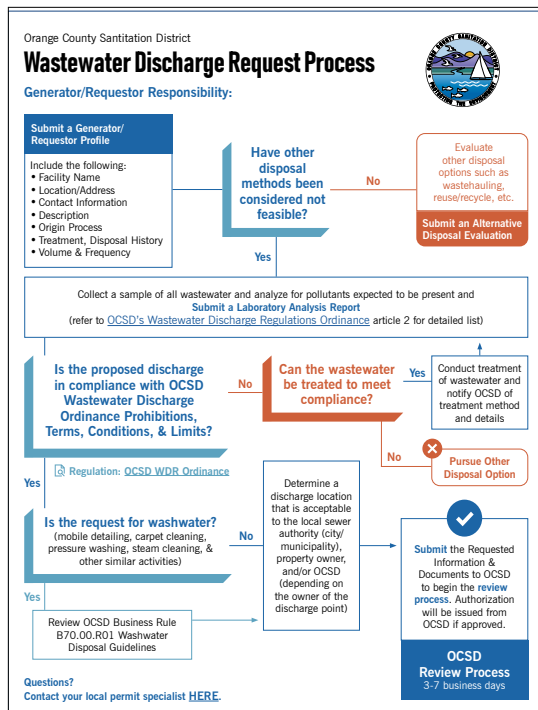 Orange County Santitation District
Wastewater Discharge Request Process
Generator/Requestor Responsibility:
ORANGE COUNTY SANITATION DISTRICT
PROTECTING THE ENVIRONMENT
Submit a Generator/
Requestor Profile
Include the following:
• Facility Name
• Location/Address
• Contact Information
• Description
• Origin Process
• Treatment, Disposal History
• Volume & Frequency
Have other
disposal
methods been
considered not
feasible?
No
Evaluate
other disposal
options such as
wastehauling,
reuse/recycle, etc.
Submit an Alternative
Disposal Evaluation
Yes
Collect a sample of all wastewater and analyze for pollutants expected to be present and
Submit a Laboratory Analysis Report
(refer to OCSD's Wastewater Discharge Regulations Ordinance article 2 for detailed list)
Is the proposed discharge
in compliance with OCSD
Wastewater Discharge
Ordinance Prohibitions,
Terms, Conditions, & Limits?
No
Can the wastewater
be treated to meet
compliance?
Yes
Conduct treatment
of wastewater and
notify OCSD of
treatment method
and details
No
Pursue Other
Disposal Option
Regulation: OCSD WDR Ordinance
Yes
Is the request for washwater?
(mobile detailing, carpet cleaning,
pressure washing, steam cleaning, &
other similar activities)
No
Determine a
discharge location
that is acceptable
to the local sewer
authority (city/
municipality),
property owner,
and/or OCSD
(depending on
the owner of the
discharge point)
Submit the Requested
Information &
Documents to OCSD
to begin the review
process. Authorization
will be issued from
OCSD if approved.
OCSD
Review Process
3-7 business days
Yes
Review OCSD Business Rule
B70.00.R01 Washwater
Disposal Guidelines
Questions?
Contact your local permit specialist HERE.